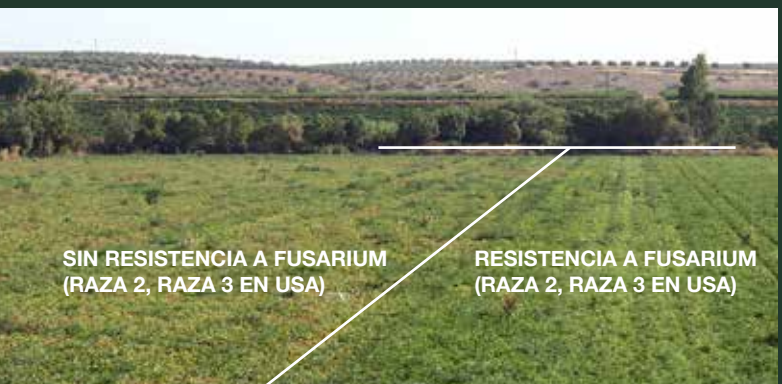 SIN RESISTENCIA A FUSARIUM
(RAZA 2, RAZA 3 EN USA)
RESISTENCIA A FUSARIUM
(RAZA 2, RAZA 3 EN USA)